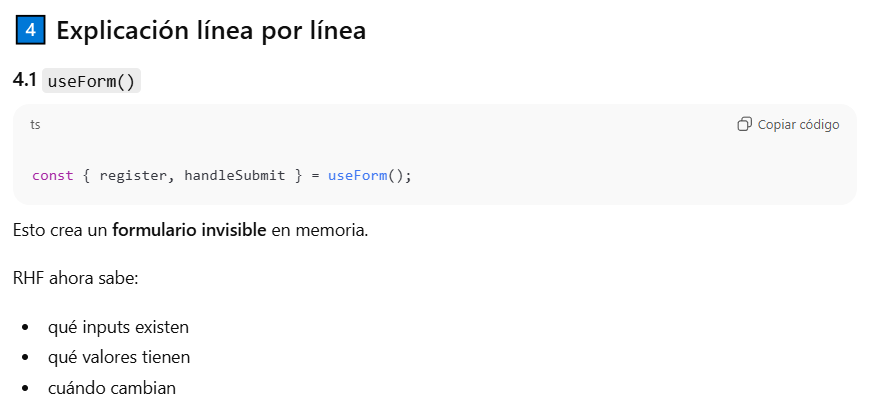 4 Explicación línea por línea
4.1 useForm()
ts Copiar código
const { register, handleSubmit } = useForm();
Esto crea un formulario invisible en memoria.
RHF ahora sabe:
• qué inputs existen
• qué valores tienen
• cuándo cambian